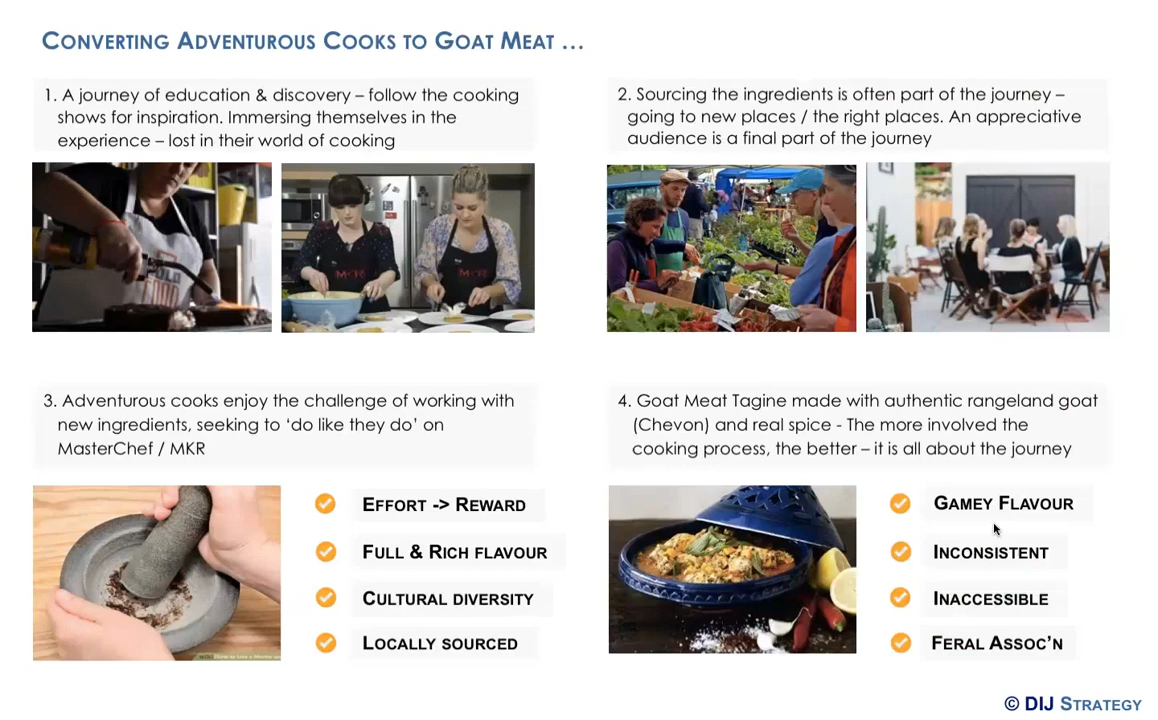 CONVERTING ADVENTUROUS COOKS TO GOAT MEAT ...
1. A journey of education & discovery – follow the cooking
shows for inspiration. Immersing themselves in the
experience – lost in their world of cooking
2. Sourcing the ingredients is often part of the journey –
going to new places / the right places. An appreciative
audience is a final part of the journey
MKR
MKR
3. Adventurous cooks enjoy the challenge of working with
new ingredients, seeking to ‘do like they do’ on
MasterChef / MKR
4. Goat Meat Tagine made with authentic rangeland goat
(Chevon) and real spice - The more involved the
cooking process, the better – it is all about the journey
EFFORT -> REWARD
FULL & RICH FLAVOUR
CULTURAL DIVERSITY
LOCALLY SOURCED
GAMEY FLAVOUR
INCONSISTENT
INACCESSIBLE
FERAL ASSOC'N
© DIJ STRATEGY